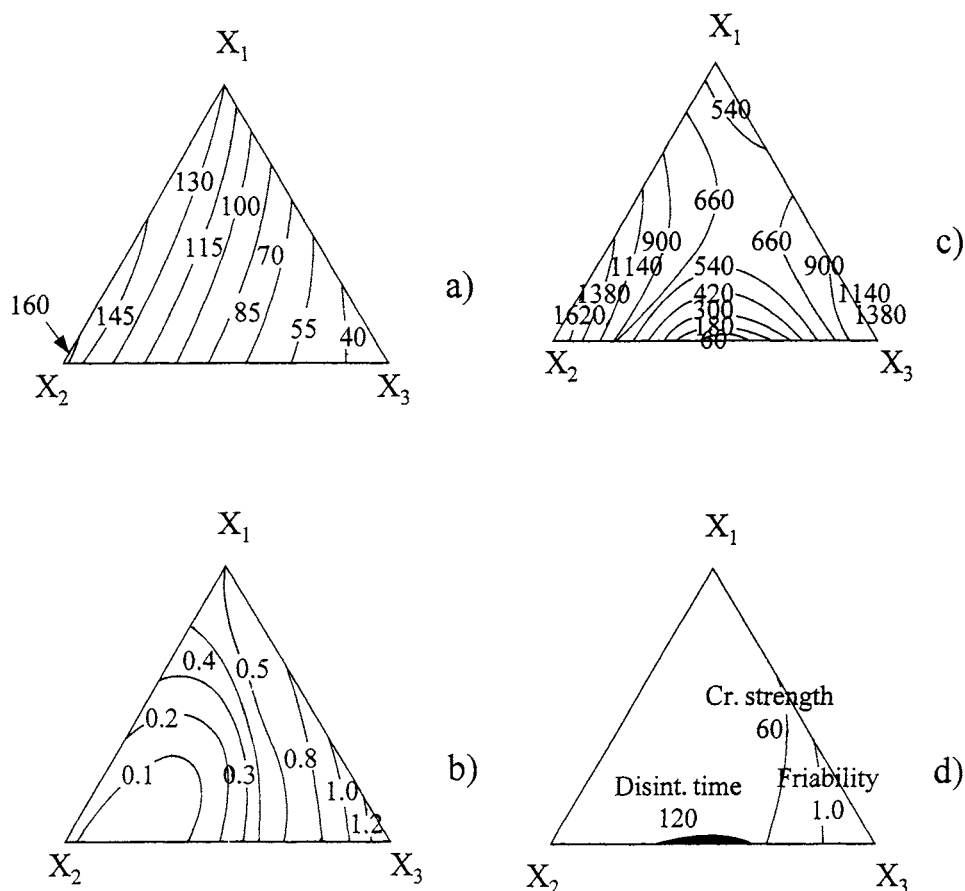 X1
130
100
115
70
160
145
85
55
40
X2
X3
a)
X1
540
660
900
660
1140
540
900
1380
420
1140
1620
300
1380
180
60
X2
X3
c)
X1
0.4
0.5
0.2
0.1
0.3
0.8
1.0
1.2
X2
X3
b)
X1
Cr. strength
60
Disint. time
120
Friability
1.0
X2
X3
d)